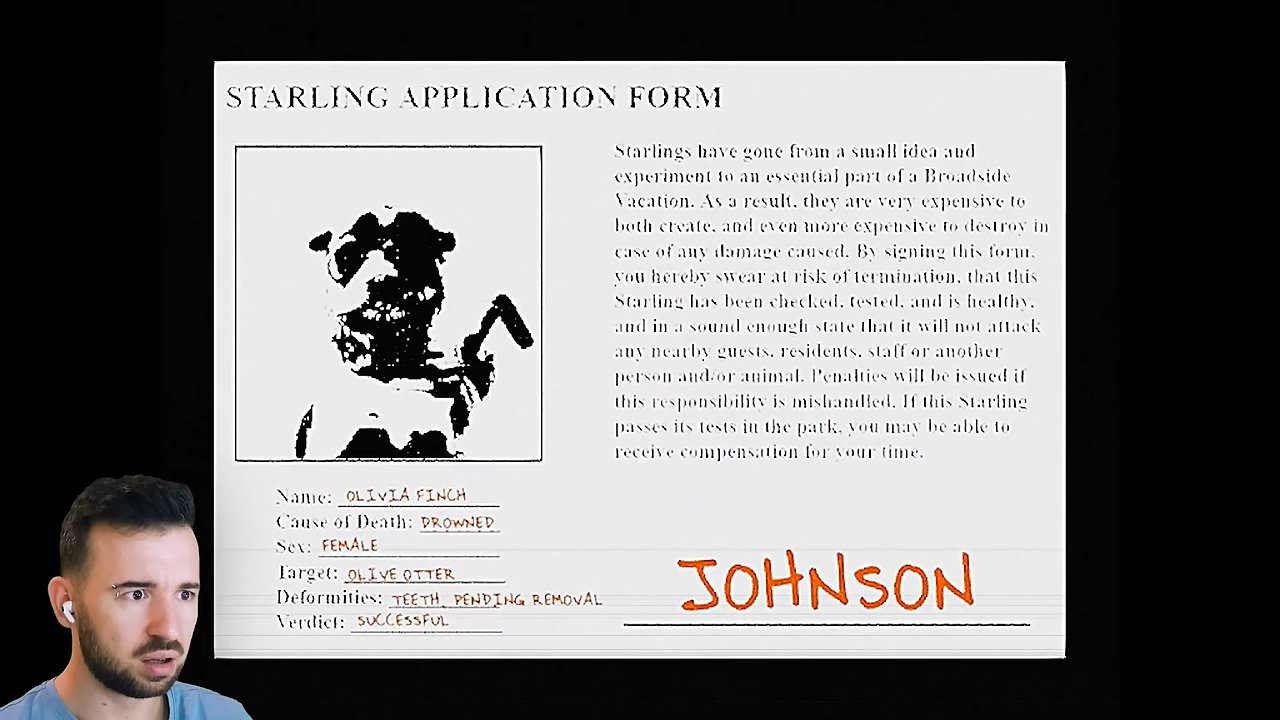 STARLING APPLICATION FORM
Starlings have gone from a small idea and
experiment to an essential part of a Broadside
Vacation. As a result, they are very expensive to
both create, and even more expensive to destroy in
case of any damage caused. By signing this form,
you hereby swear at risk of termination, that this
Starling has been checked, tested, and is healthy,
and in a sound enough state that it will not attack
any nearby guests, residents, staff or another
person and/or animal. Penalties will be issued if
this responsibility is mishandled. If this Starling
passes its tests in the park, you may be able to
receive compensation for your time.
Name: OLIVIA FINCH
Cause of Death: DROWNED
Sex: FEMALE
Target: OLIVE OTTER
Deformities: TEETH, PENDING REMOVAL
Verdict: SUCCESSFUL
JOHNSON